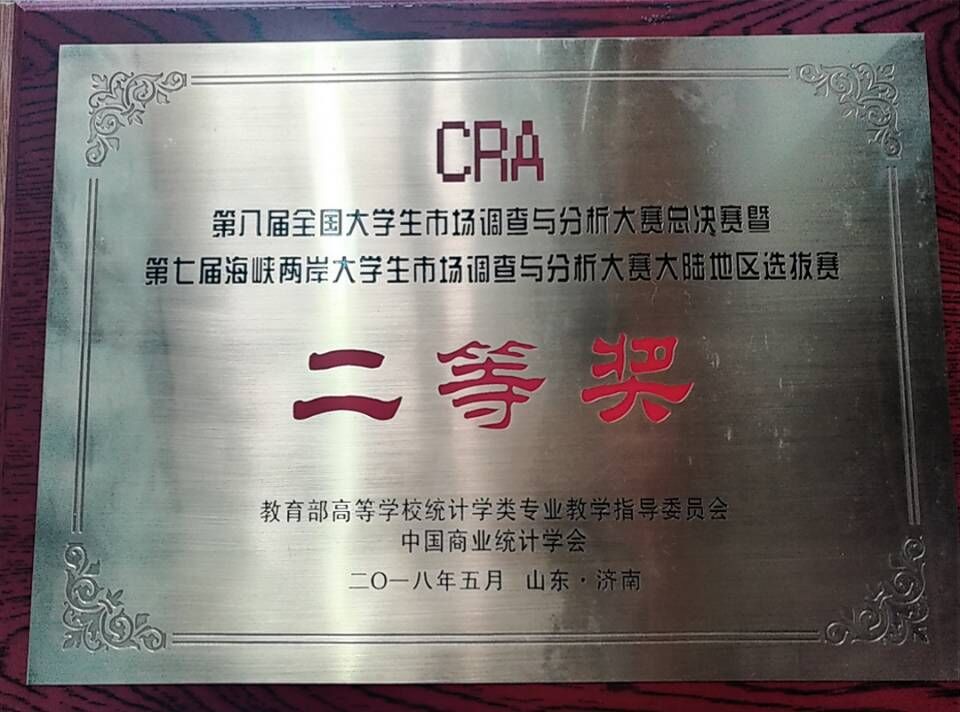 CRA
第八届全国大学生市场调查与分析大赛总决赛暨
第七届海峡两岸大学生市场调查与分析大赛大陆地区选拔赛
二等奖
教育部高等学校统计学类专业教学指导委员会
中国商业统计学会
二〇一八年五月 山东·济南